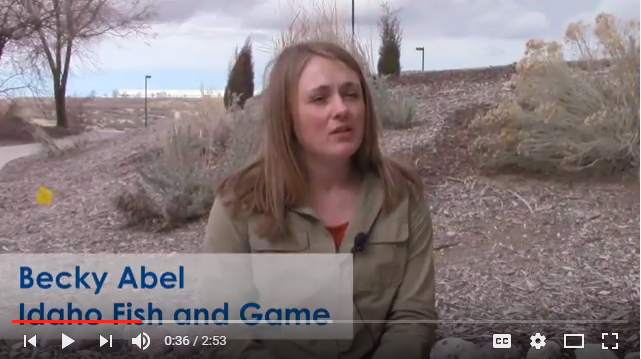 Becky Abel
Idaho Fish and Game
0:36 / 2:53
CC